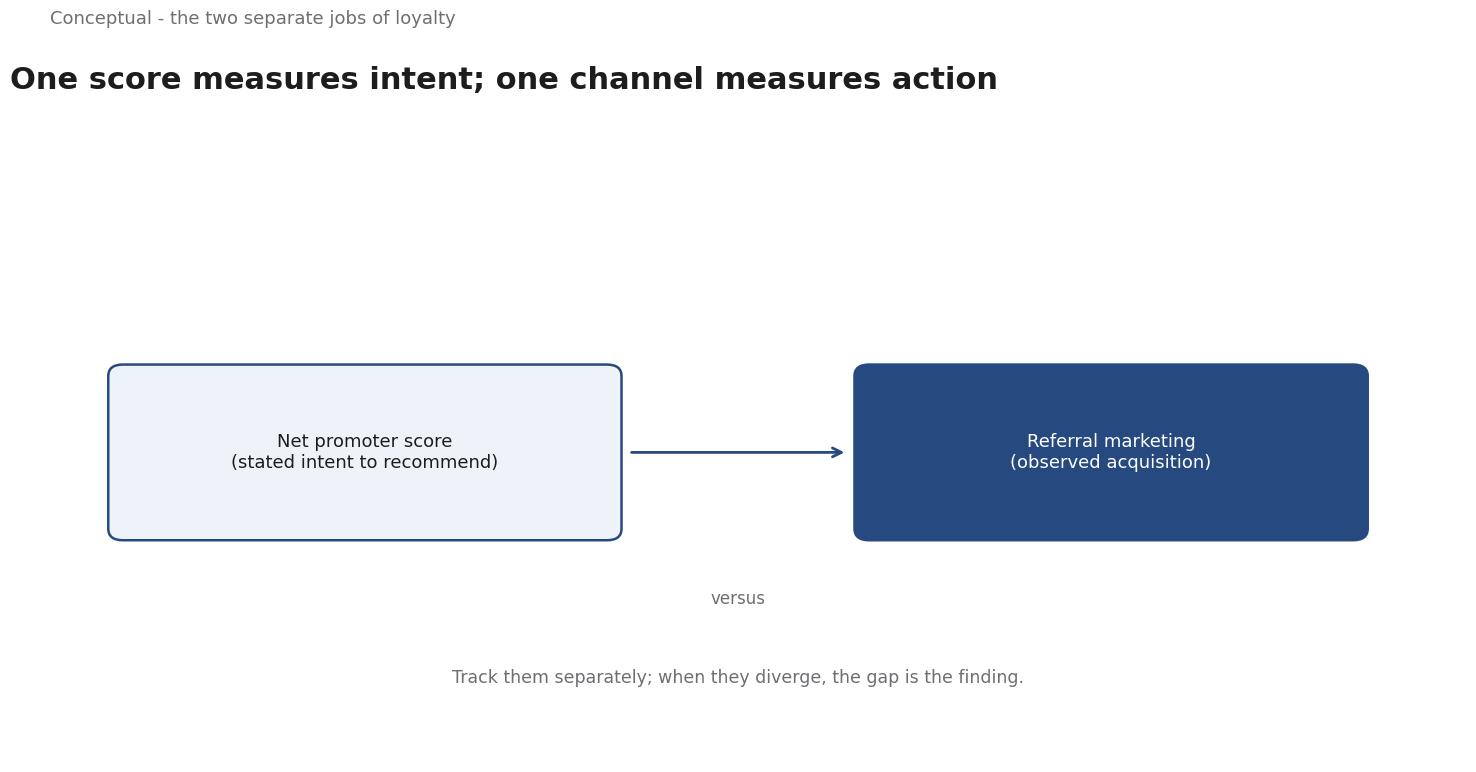 Conceptual - the two separate jobs of loyalty
One score measures intent; one channel measures action
Net promoter score
(stated intent to recommend)
Referral marketing
(observed acquisition)
versus
Track them separately; when they diverge, the gap is the finding.